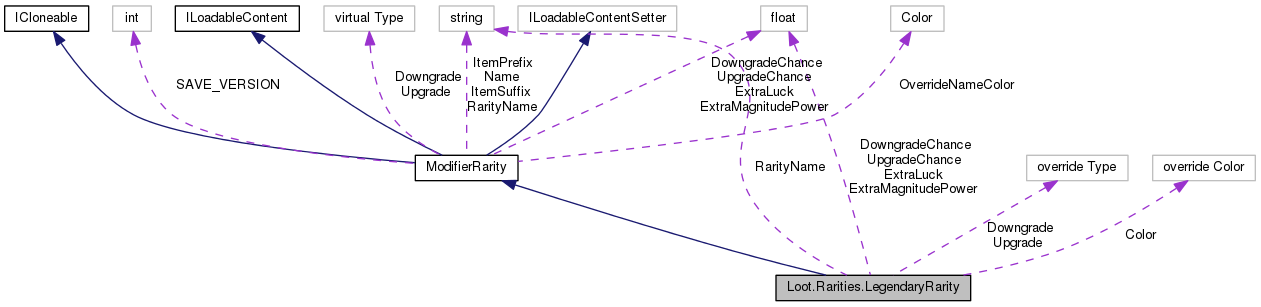 ICloneable
int
ILoadableContent
virtual Type
string
ILoadableContentSetter
float
Color
SAVE_VERSION
Downgrade
Upgrade
ItemPrefix
Name
ItemSuffix
RarityName
DowngradeChance
UpgradeChance
ExtraLuck
ExtraMagnitudePower
OverrideNameColor
ModifierRarity
RarityName
DowngradeChance
UpgradeChance
ExtraLuck
ExtraMagnitudePower
override Type
override Color
Downgrade
Upgrade
Color
Loot.Rarities.LegendaryRarity